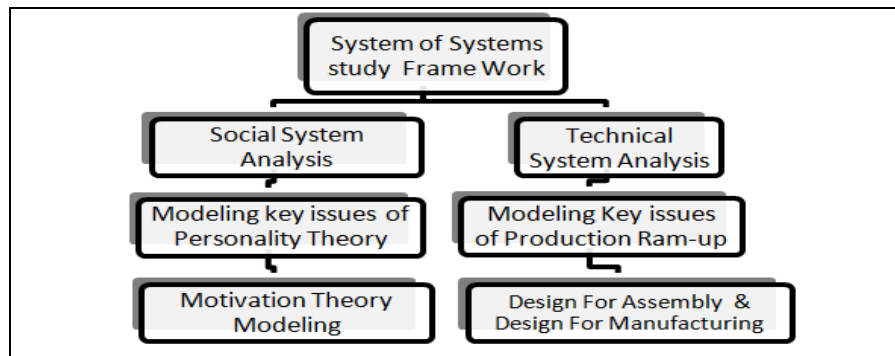 System of Systems
study Frame Work
Social System
Analysis
Technical
System Analysis
Modeling key issues of
Personality Theory
Modeling Key issues
of Production Ram-up
Motivation Theory
Modeling
Design For Assembly &
Design For Manufacturing